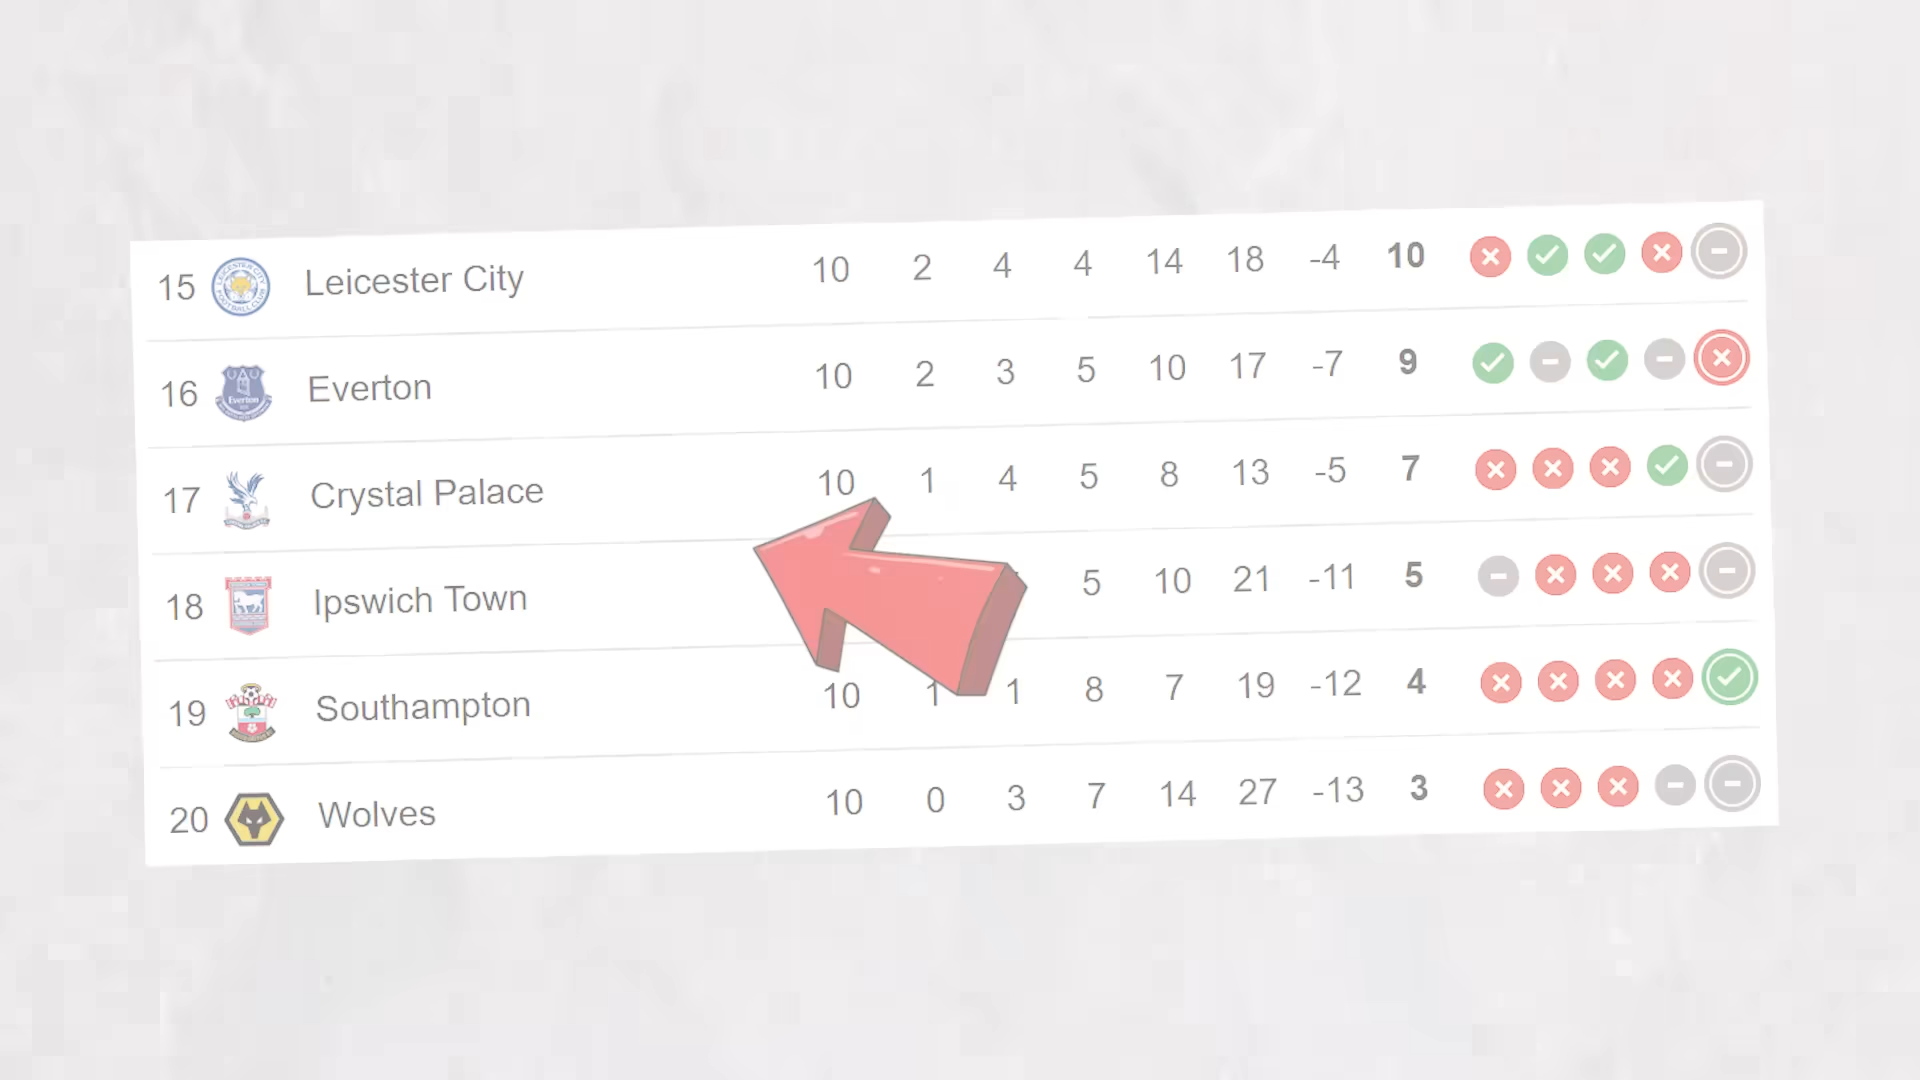 15 Leicester City 10 2 4 4 14 18 -4 10
16 Everton 10 2 3 5 10 17 -7 9
17 Crystal Palace 10 1 4 5 8 13 -5 7
18 Ipswich Town 5 10 21 -11 5
19 Southampton 10 1 1 8 7 19 -12 4
20 Wolves 10 0 3 7 14 27 -13 3